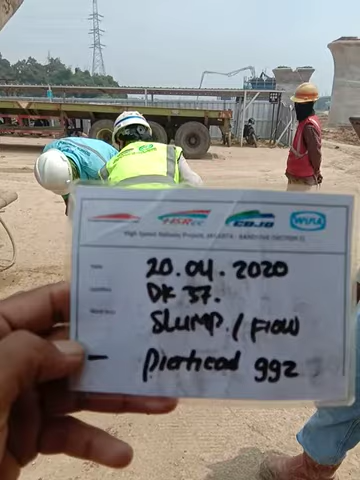 HSRCC CDJO WIKA
High Speed Railway Project, JAKARTA - BANDUNG (SECTION 1)
20.04.2020
DK 37.
SLUMP / FLOW
- Pierhead 992